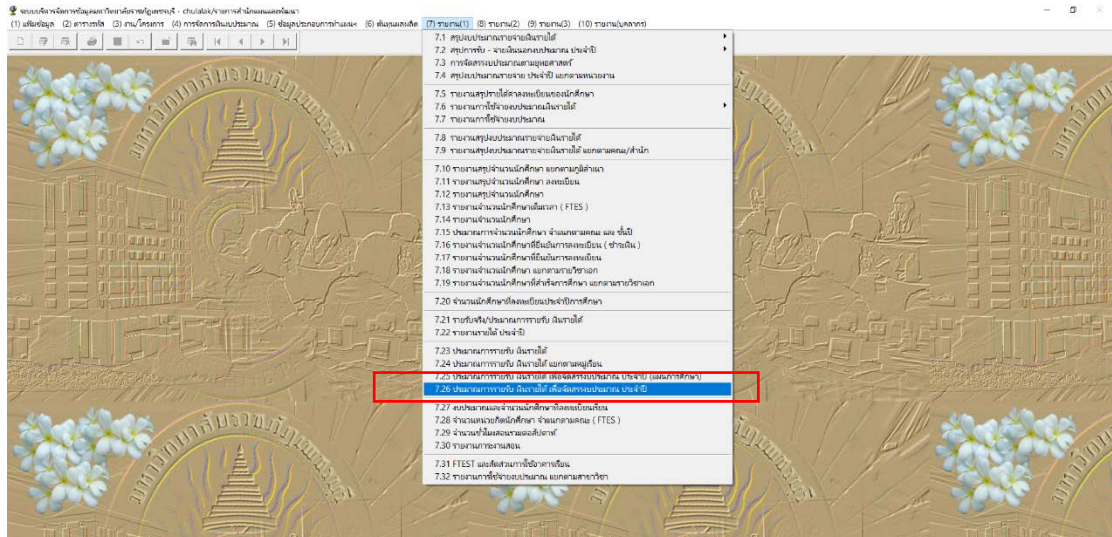 ระบบบริหารจัดการข้อมูลมหาวิทยาลัยราชภัฏเพชรบุรี - chulalak/รายการสำนักแผนและพัฒนา
(1) แฟ้มข้อมูล (2) ตารางรหัส (3) งาน/โครงการ (4) การจัดการเงินงบประมาณ (5) ข้อมูลประกอบการทำแผนฯ (6) ต้นทุนผลผลิต (7) รายงาน(1) (8) รายงาน(2) (9) รายงาน(3) (10) รายงาน(บุคลากร)
7.1 สรุปงบประมาณรายจ่ายเงินรายได้
7.2 สรุปการรับ - จ่ายเงินนอกงบประมาณ ประจำปี
7.3 การจัดสรรงบประมาณตามยุทธศาสตร์
7.4 สรุปงบประมาณรายจ่าย ประจำปี แยกตามหน่วยงาน
7.5 รายงานสรุปรายได้ค่าลงทะเบียนของนักศึกษา
7.6 รายงานการใช้จ่ายงบประมาณเงินรายได้
7.7 รายงานการใช้จ่ายงบประมาณ
7.8 รายงานสรุปงบประมาณรายจ่ายเงินรายได้
7.9 รายงานสรุปงบประมาณรายจ่ายเงินรายได้ แยกตามคณะ/สำนัก
7.10 รายงานสรุปจำนวนนักศึกษา แยกตามภูมิลำเนา
7.11 รายงานสรุปจำนวนนักศึกษา ลงทะเบียน
7.12 รายงานสรุปจำนวนนักศึกษา
7.13 รายงานจำนวนนักศึกษาเต็มเวลา ( FTES )
7.14 รายงานจำนวนนักศึกษา
7.15 ประมาณการจำนวนนักศึกษา จำแนกตามคณะ และ ชั้นปี
7.16 รายงานจำนวนนักศึกษาที่ยืนยันการลงทะเบียน ( ชำระเงิน )
7.17 รายงานจำนวนนักศึกษาที่ยืนยันการลงทะเบียน
7.18 รายงานจำนวนนักศึกษา แยกตามรายวิชาเอก
7.19 รายงานจำนวนนักศึกษาที่สำเร็จการศึกษา แยกตามรายวิชาเอก
7.20 จำนวนนักศึกษาที่ลงทะเบียนประจำปีการศึกษา
7.21 รายรับจริง/ประมาณการรายรับ เงินรายได้
7.22 รายงานรายได้ ประจำปี
7.23 ประมาณการรายรับ เงินรายได้
7.24 ประมาณการรายรับ เงินรายได้ แยกตามหมู่เรียน
7.25 ประมาณการรายรับ เงินรายได้ เพื่อจัดสรรงบประมาณ ประจำปี (แผนการศึกษา)
7.26 ประมาณการรายรับ เงินรายได้ เพื่อจัดสรรงบประมาณ ประจำปี
7.27 งบประมาณและจำนวนนักศึกษาที่ลงทะเบียนเรียน
7.28 จำนวนหน่วยกิตนักศึกษา จำแนกตามคณะ ( FTES )
7.29 จำนวนชั่วโมงสอนรวมต่อสัปดาห์
7.30 รายงานภาระงานสอน
7.31 FTEST และสัดส่วนการใช้อาคารเรียน
7.32 รายงานการใช้จ่ายงบประมาณ แยกตามสาขาวิชา